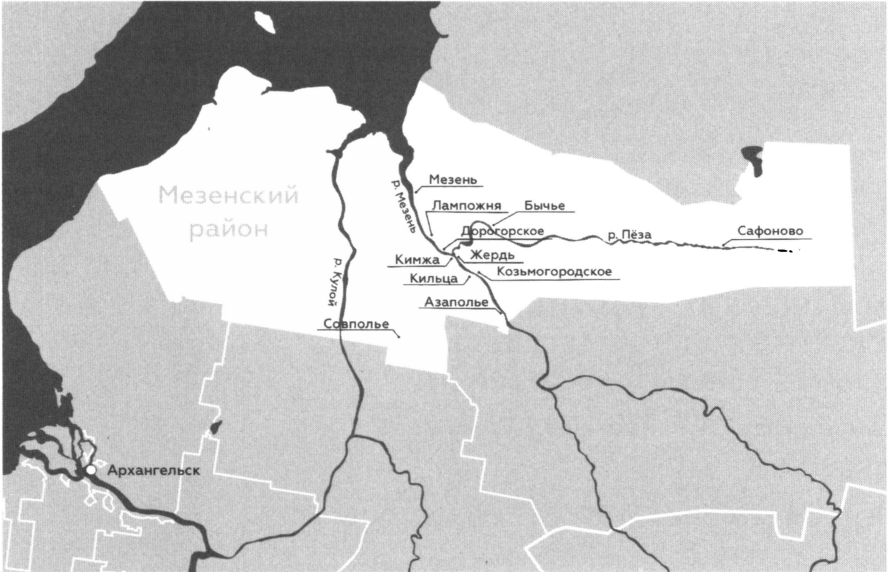 Мезенский
район
Мезень
р. Мезень
Лампожня
Бычье
Дорогорское
р. Пёза
Сафоново
Кимжа
Жердь
Кильца
Козьмогородское
р. Кулой
Азаполье
Совполье
Архангельск